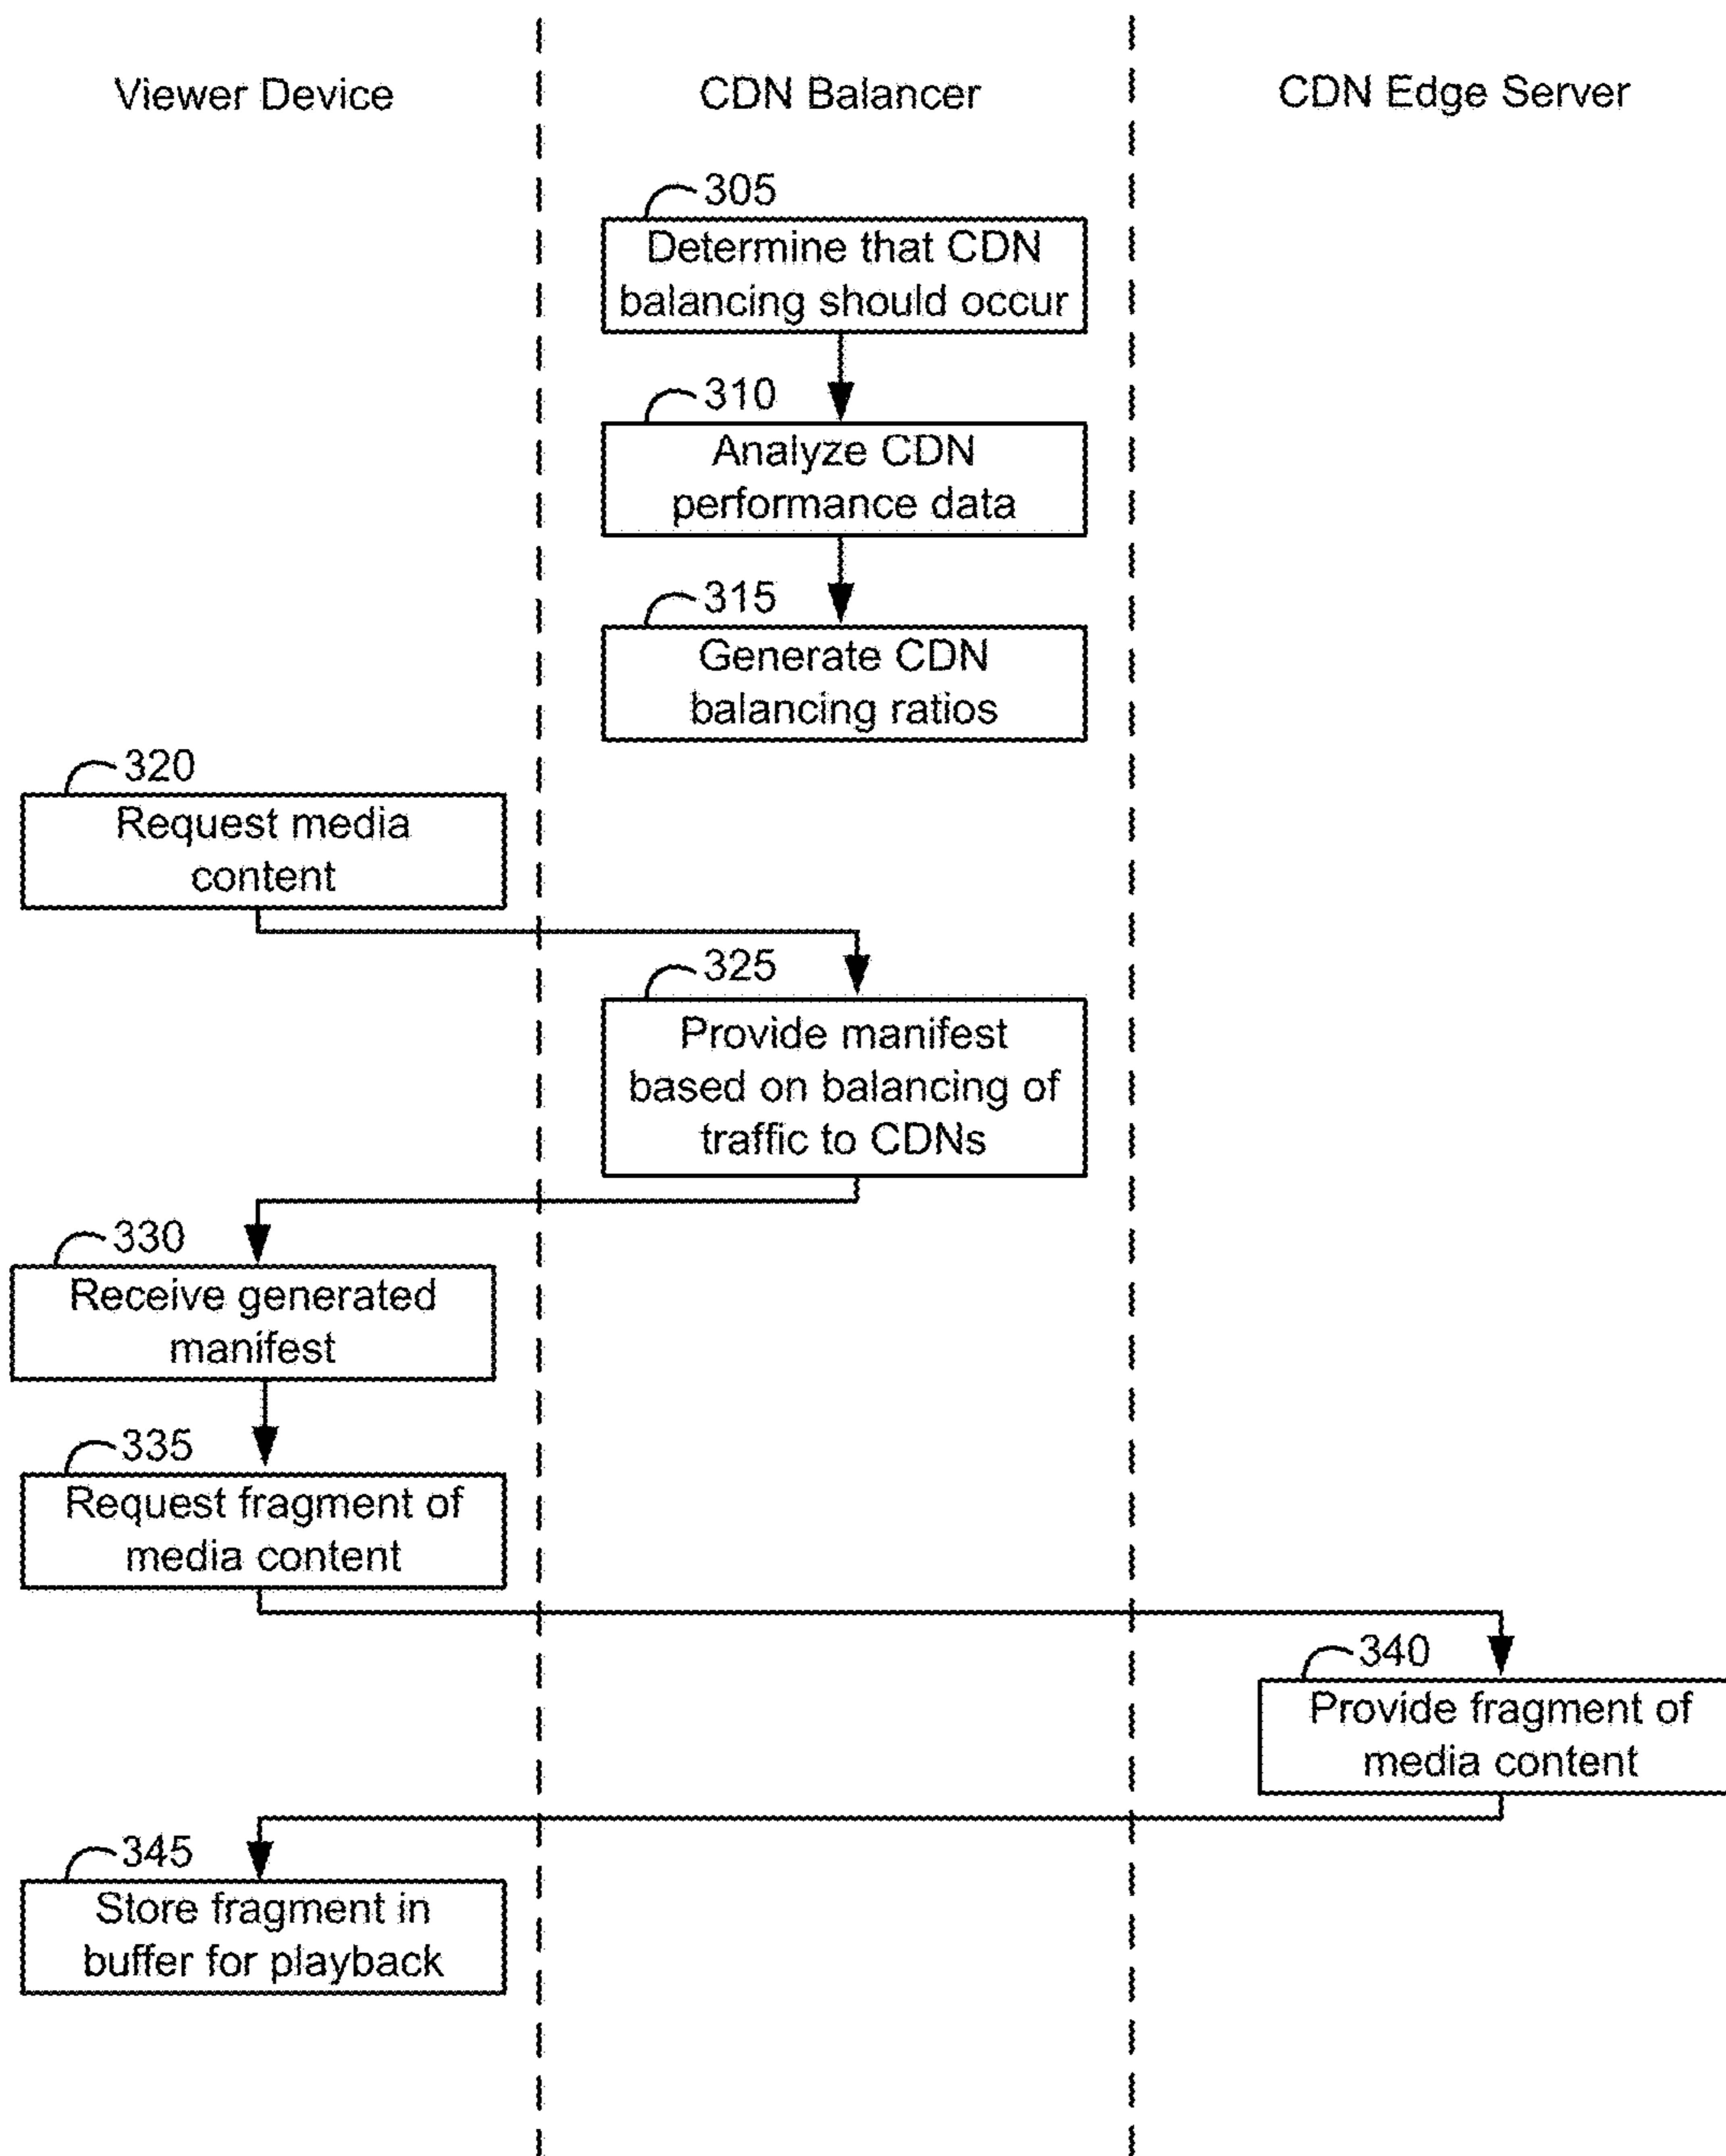 Viewer Device
CDN Balancer
CDN Edge Server
305
Determine that CDN
balancing should occur
310
Analyze CDN
performance data
315
Generate CDN
balancing ratios
320
Request media
content
325
Provide manifest
based on balancing of
traffic to CDNs
330
Receive generated
manifest
335
Request fragment of
media content
340
Provide fragment of
media content
345
Store fragment in
buffer for playback